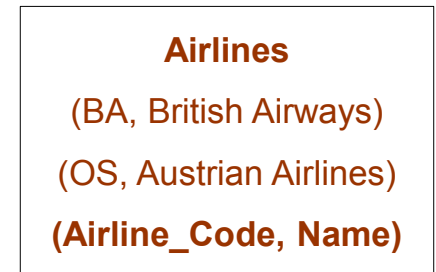 Airlines
(BA, British Airways)
(OS, Austrian Airlines)
(Airline_Code, Name)